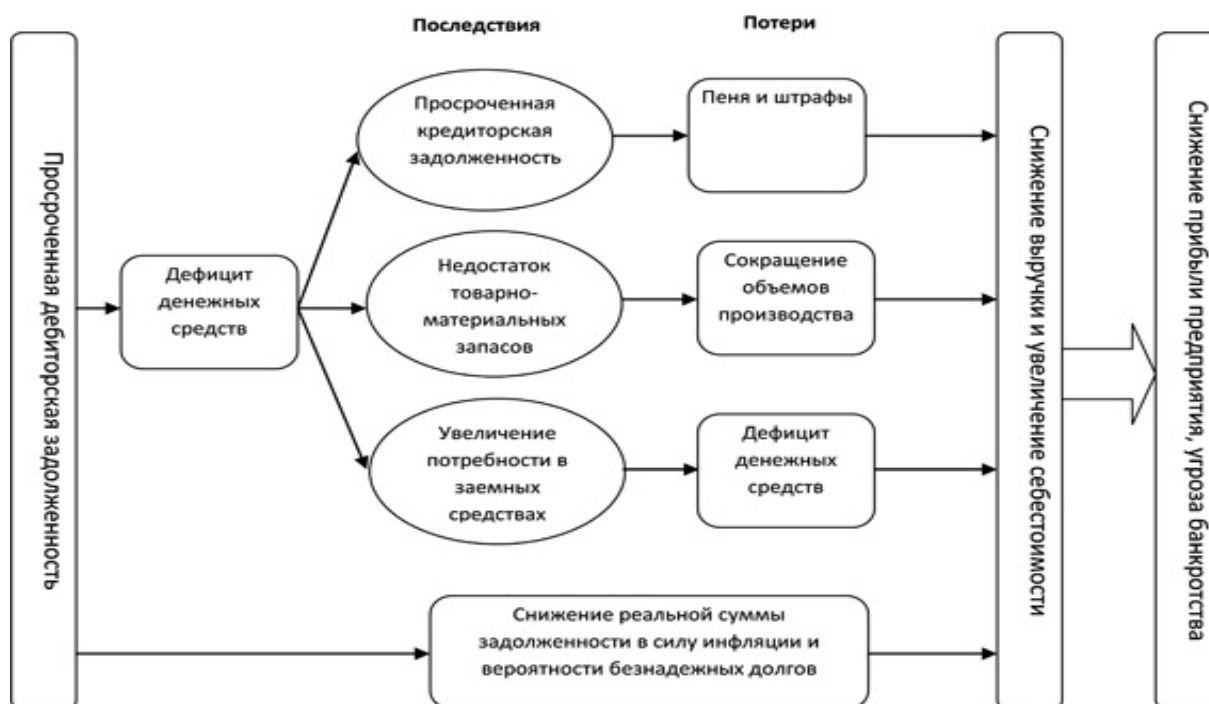 Последствия
Потери
Просроченная дебиторская задолженность
Дефицит
денежных
средств
Просроченная
кредиторская
задолженность
Пеня и штрафы
Недостаток
товарно-
материальных
запасов
Сокращение
объемов
производства
Увеличение
потребности в
заемных
средствах
Дефицит
денежных
средств
Снижение реальной суммы
задолженности в силу инфляции и
вероятности безнадежных долгов
Снижение выручки и увеличение себестоимости
Снижение прибыли предприятия, угроза банкротства